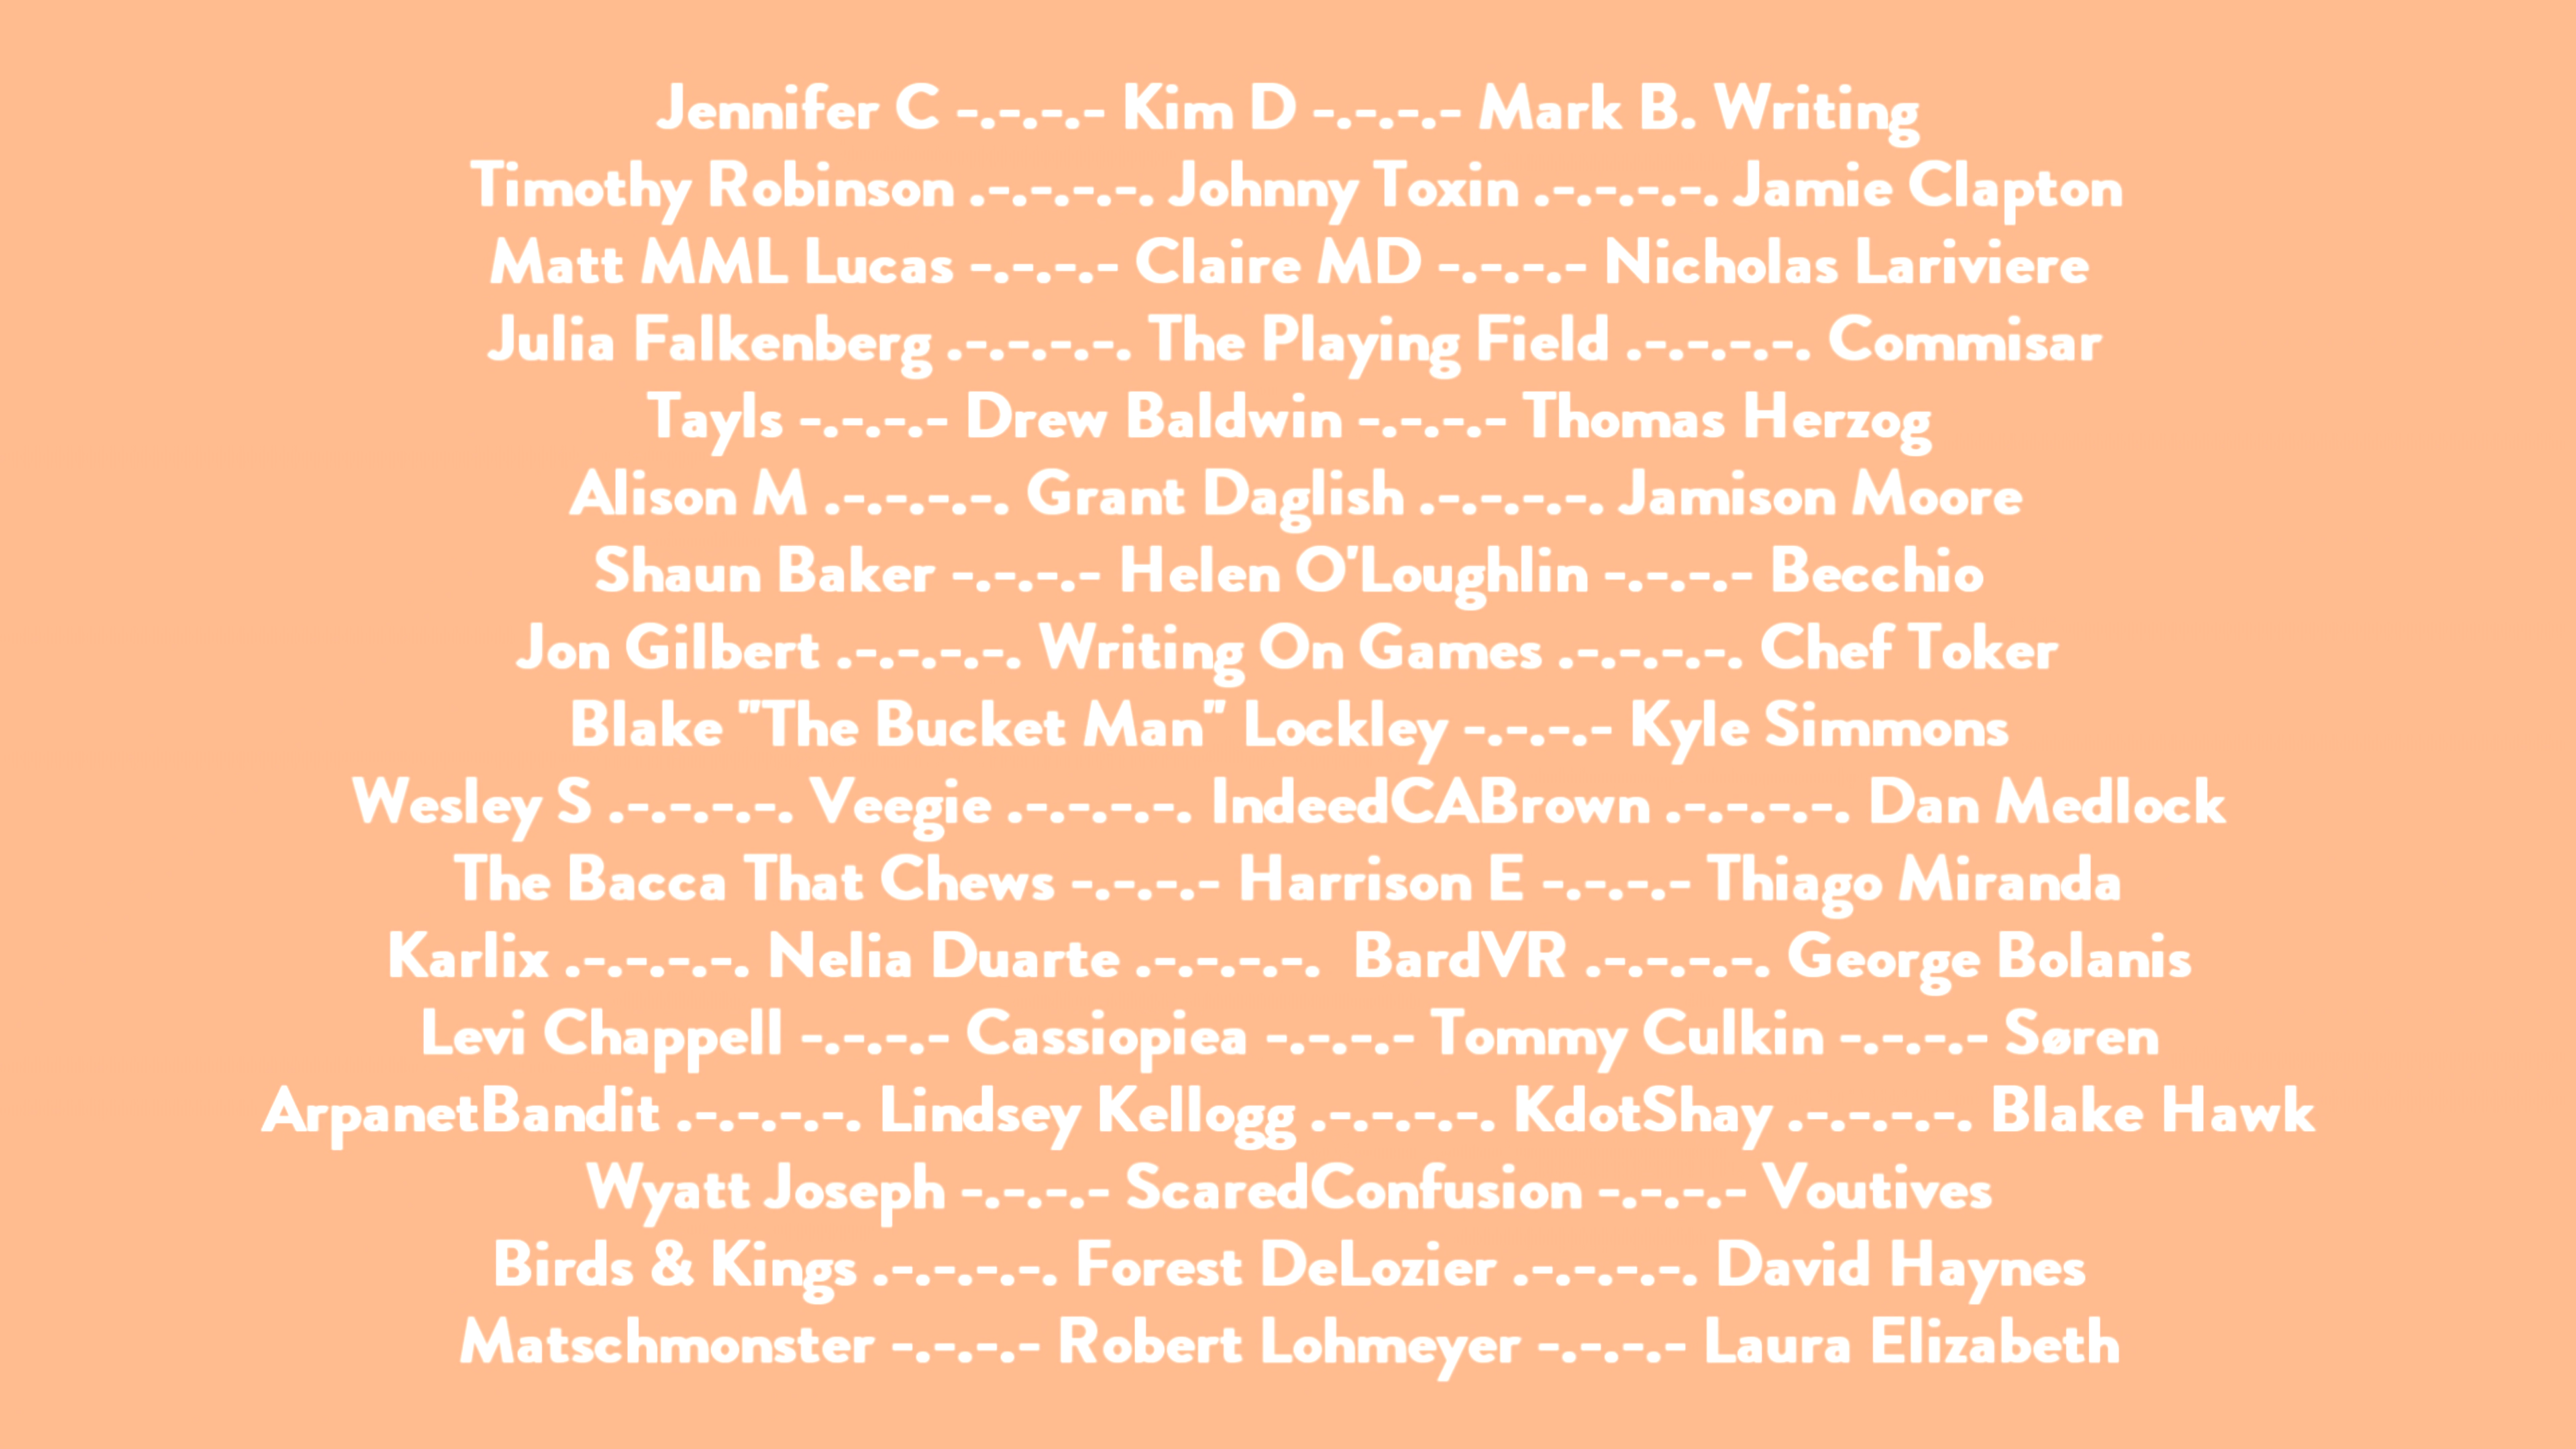 Jennifer C -.-.-.- Kim D -.-.-.- Mark B. Writing
Timothy Robinson .-.-.-.-. Johnny Toxin .-.-.-.-. Jamie Clapton
Matt MML Lucas -.-.-.- Claire MD -.-.-.- Nicholas Lariviere
Julia Falkenberg .-.-.-.-. The Playing Field .-.-.-.-. Commisar
Tayls -.-.-.- Drew Baldwin -.-.-.- Thomas Herzog
Alison M .-.-.-.-. Grant Daglish .-.-.-.-. Jamison Moore
Shaun Baker -.-.-.- Helen O'Loughlin -.-.-.- Becchio
Jon Gilbert .-.-.-.-. Writing On Games .-.-.-.-. Chef Toker
Blake "The Bucket Man" Lockley -.-.-.- Kyle Simmons
Wesley S .-.-.-.-. Veegie .-.-.-.-. IndeedCABrown .-.-.-.-. Dan Medlock
The Bacca That Chews -.-.-.- Harrison E -.-.-.- Thiago Miranda
Karlix .-.-.-.-. Nelia Duarte .-.-.-.-.  BardVR .-.-.-.-. George Bolanis
Levi Chappell -.-.-.- Cassiopiea -.-.-.- Tommy Culkin -.-.-.- Søren
ArpanetBandit .-.-.-.-. Lindsey Kellogg .-.-.-.-. KdotShay .-.-.-.-. Blake Hawk
Wyatt Joseph -.-.-.- ScaredConfusion -.-.-.- Voutives
Birds & Kings .-.-.-.-. Forest DeLozier .-.-.-.-. David Haynes
Matschmonster -.-.-.- Robert Lohmeyer -.-.-.- Laura Elizabeth